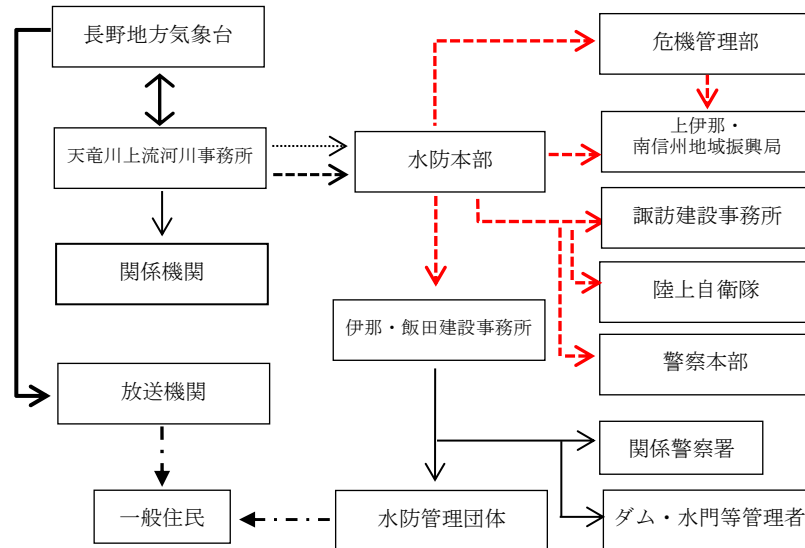 長野地方気象台
危機管理部
天竜川上流河川事務所
水防本部
上伊那・
南信州地域振興局
諏訪建設事務所
関係機関
陸上自衛隊
伊那・飯田建設事務所
警察本部
放送機関
関係警察署
一般住民
水防管理団体
ダム・水門等管理者